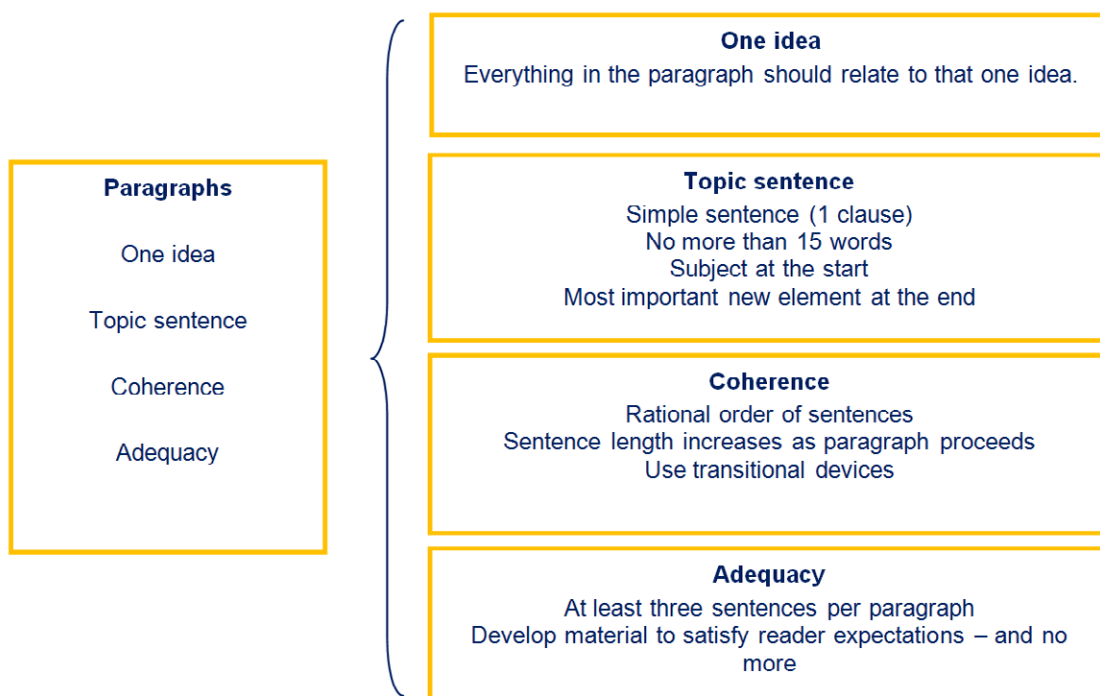 Paragraphs
One idea
Topic sentence
Coherence
Adequacy
One idea
Everything in the paragraph should relate to that one idea.
Topic sentence
Simple sentence (1 clause)
No more than 15 words
Subject at the start
Most important new element at the end
Coherence
Rational order of sentences
Sentence length increases as paragraph proceeds
Use transitional devices
Adequacy
At least three sentences per paragraph
Develop material to satisfy reader expectations – and no
more